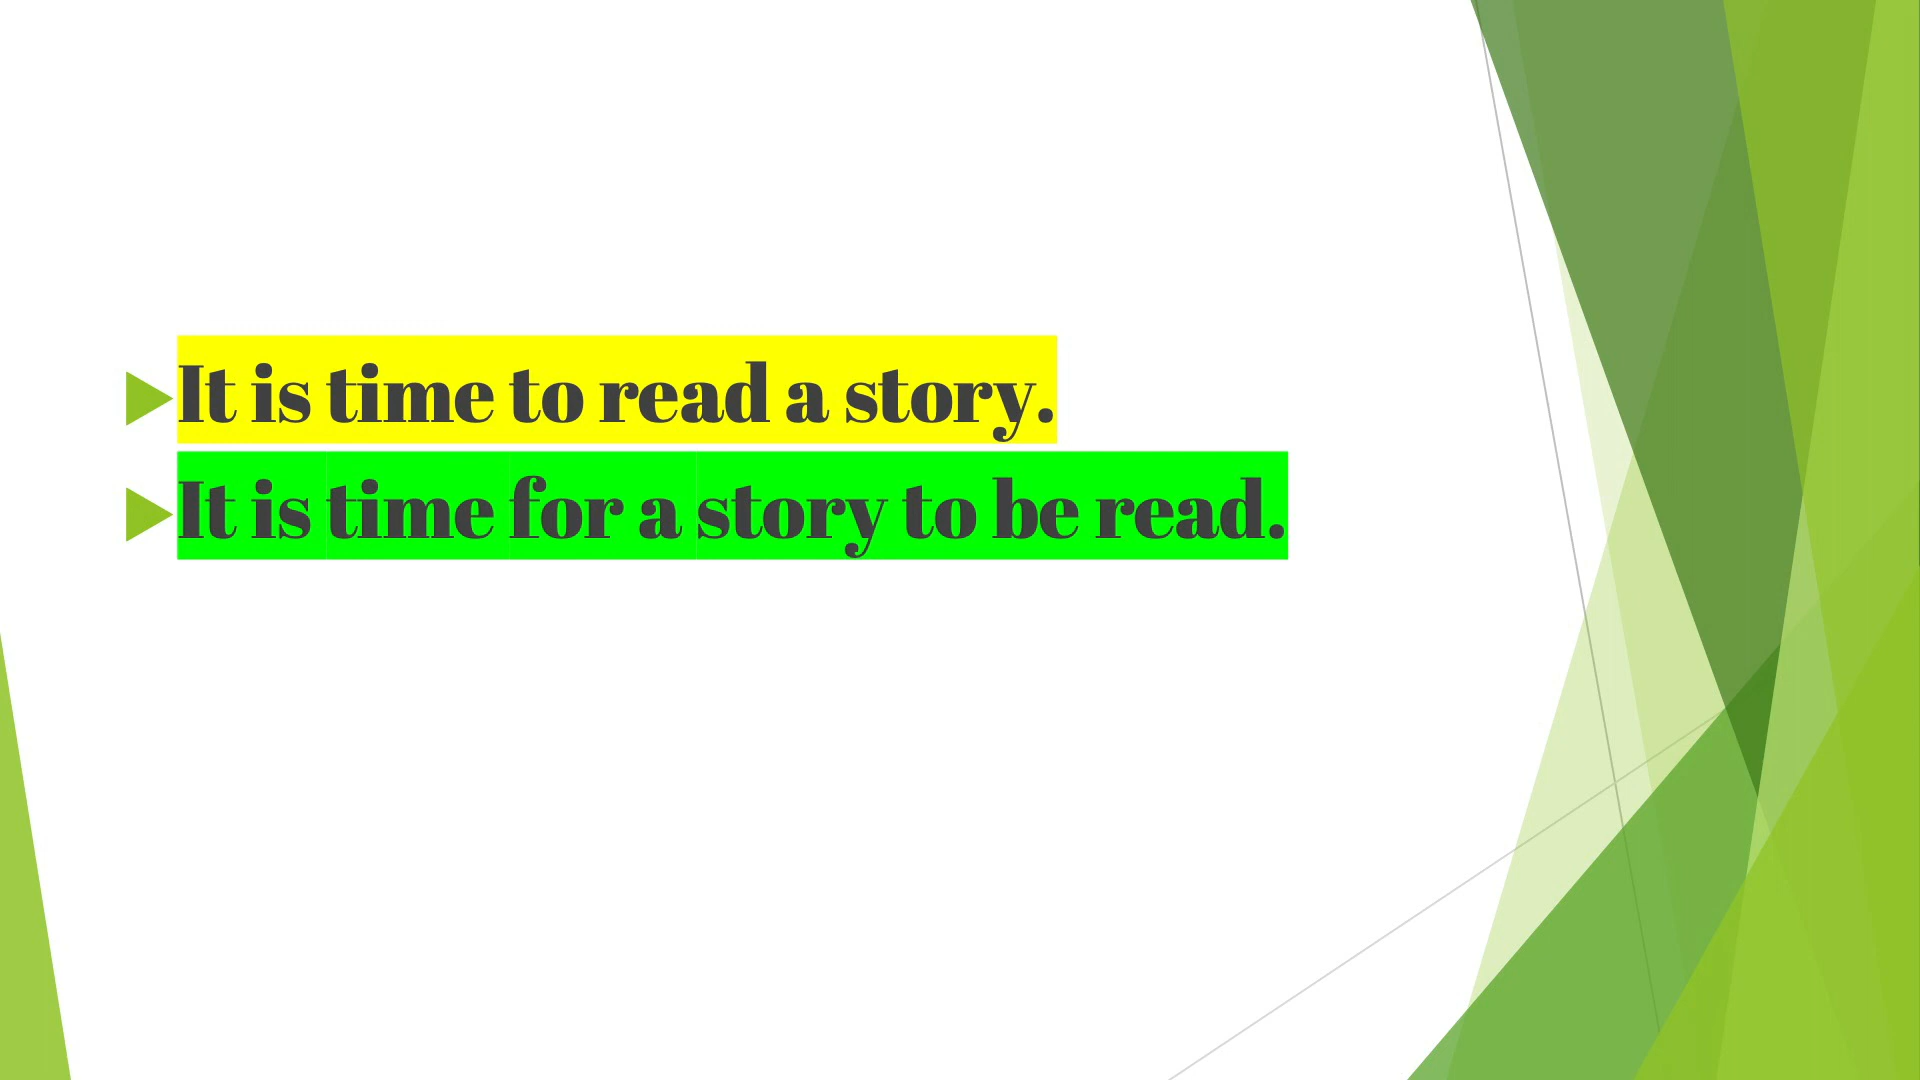 It is time to read a story.
It is time for a story to be read.